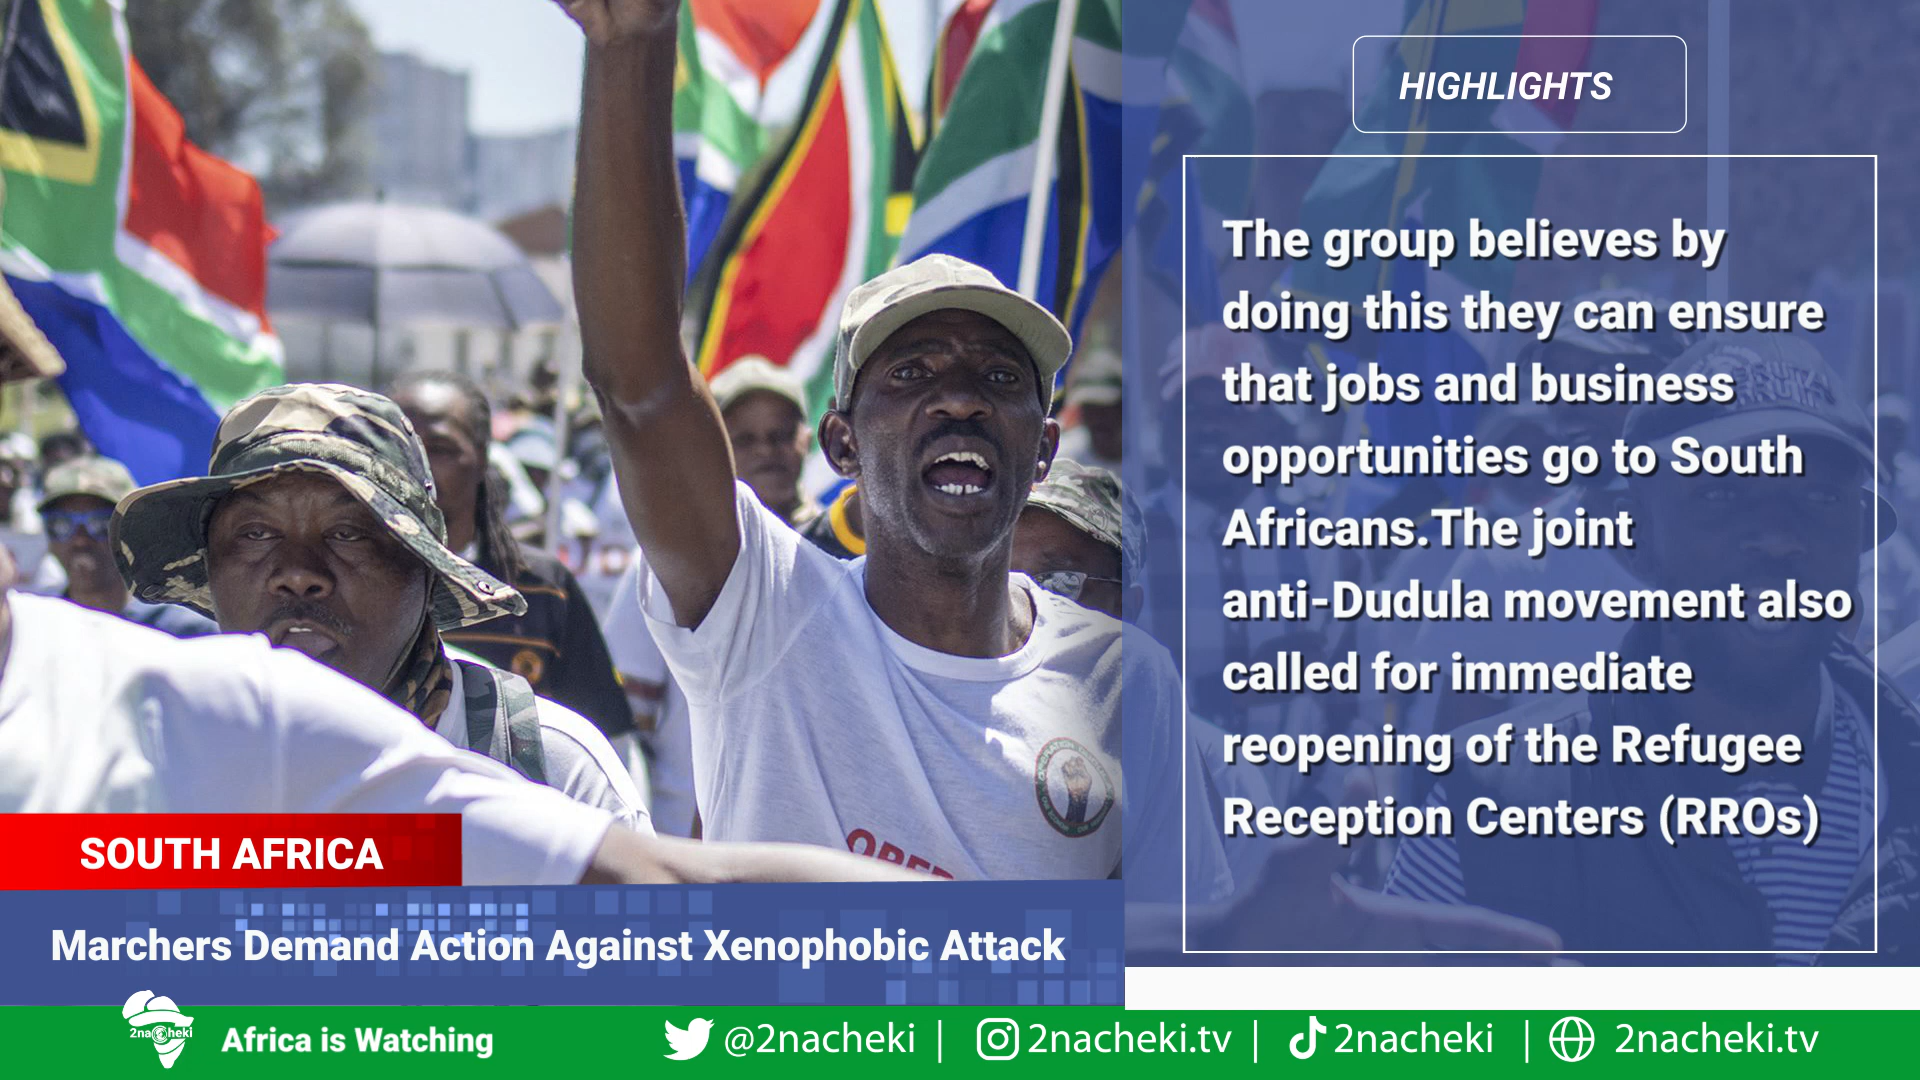 HIGHLIGHTS
The group believes by
doing this they can ensure
that jobs and business
opportunities go to South
Africans.The joint
anti-Dudula movement also
called for immediate
reopening of the Refugee
Reception Centers (RROs)
OPER
SOUTH AFRICA
Marchers Demand Action Against Xenophobic Attack
2nacheki
Africa is Watching
@2nacheki | 2nacheki.tv | 2nacheki | 2nacheki.tv